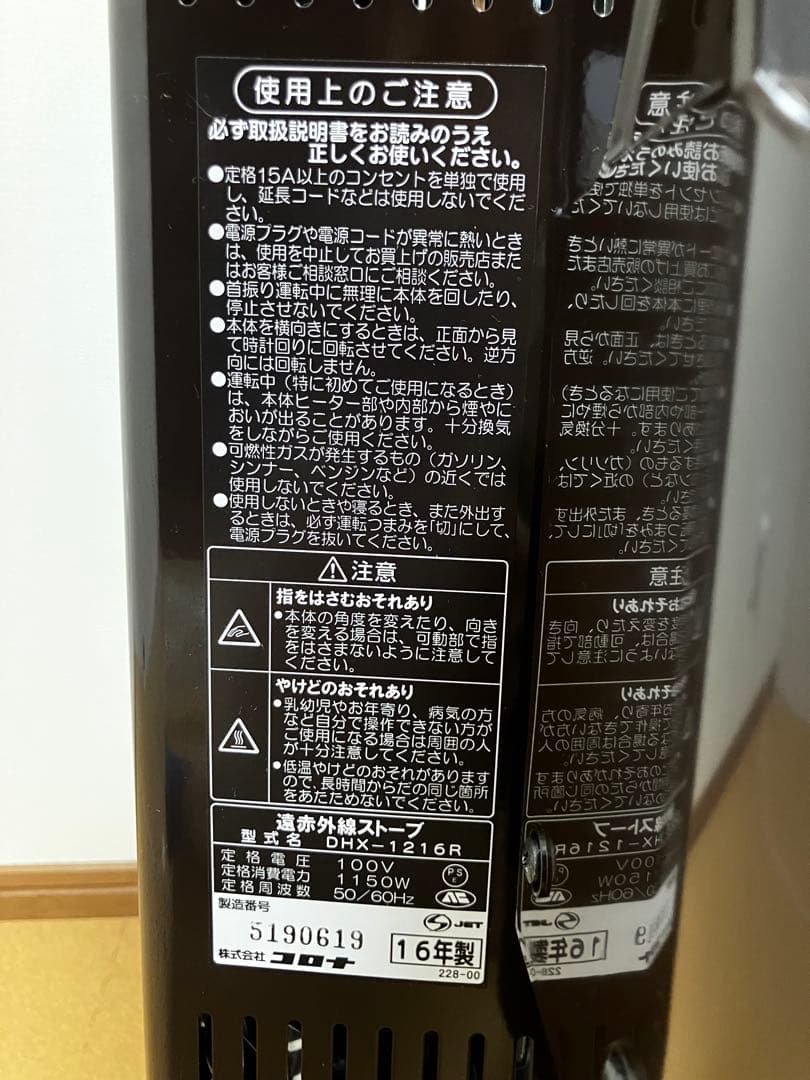 使用上のご注意
必ず取扱説明書をお読みのうえ
正しくお使いください。
●定格15A以上のコンセントを単独で使用
し、延長コードなどは使用しないでくだ
さい。
●電源プラグや電源コードが異常に熱いとき
は、使用を中止してお買上げの販売店また
はお客様ご相談窓口にご相談ください。
●首振り運転中に無理に本体を回したり、
停止させないでください。
●本体を横向きにするときは、正面から見
て時計回りに回転させてください。逆方
向には回転しません。
●運転中（特に初めてご使用になるとき）
は、本体ヒーター部や内部から煙やに
おいが出ることがあります。十分換気
をしながらご使用ください。
●可燃性ガスが発生するもの（ガソリン、
シンナー、ベンジンなど）の近くでは
使用しないでください。
●使用しないときや寝るとき、また外出す
るときは、必ず運転つまみを「切」にして、
電源プラグを抜いてください。
⚠注意
指をはさむおそれあり
●本体の角度を変えたり、向き
を変える場合は、可動部で指
をはさまないように注意して
ください。
やけどのおそれあり
●乳幼児やお年寄り、病気の方
など自分で操作できない方が
ご使用になる場合は周囲の人
が十分注意してください。
●低温やけどのおそれがあります
ので、長時間からだの同じ箇所
をあたためないでください。
遠赤外線ストーブ
型式名 DHX-1216R
定格電圧 100V
定格消費電力 1150W
定格周波数 50/60Hz
PSE
製造番号
JET
5190619
16年製
株式会社 コロナ
228-00